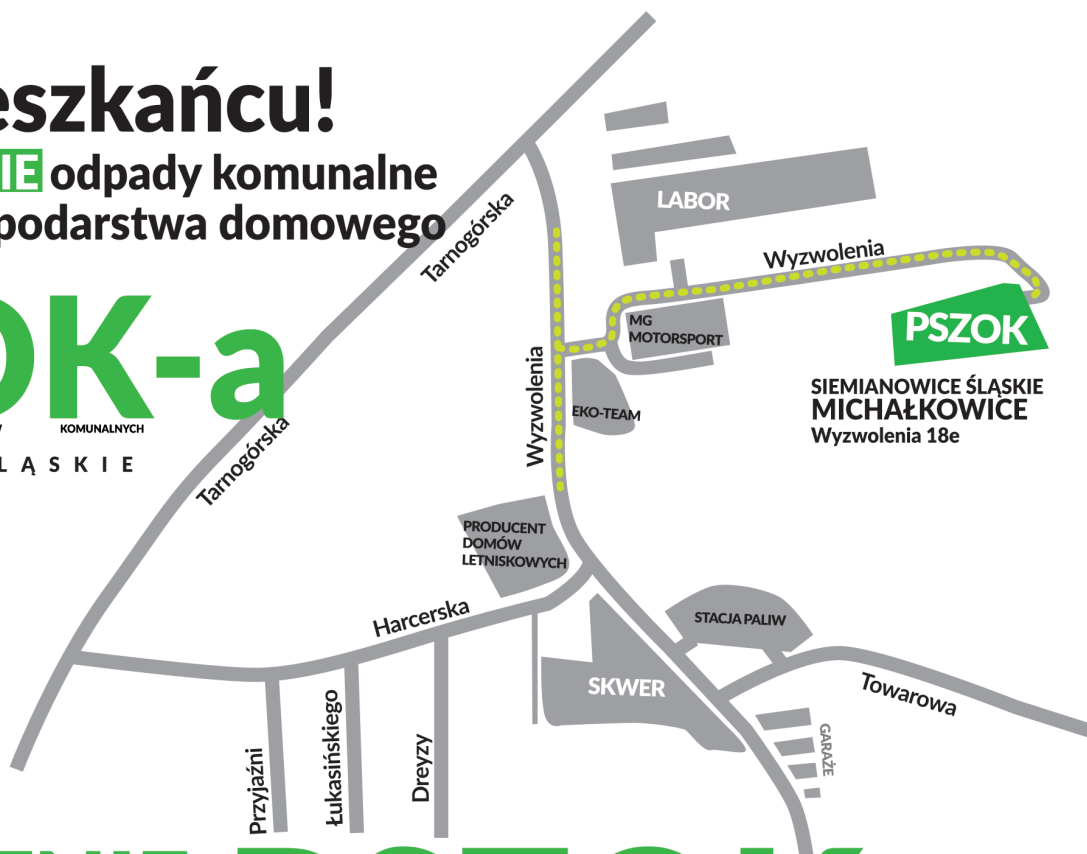 eszkańcu!
IE odpady komunalne
podarstwa domowego
OK-a
KOMUNALNYCH
LĄSKIE
Tarnogórska
Tarnogórska
LABOR
Wyzwolenia
MG
MOTORSPORT
PSZOK
SIEMIANOWICE ŚLĄSKIE
MICHAŁKOWICE
Wyzwolenia 18e
Wyzwolenia
EKO-TEAM
PRODUCENT
DOMÓW
LETNISKOWYCH
Harcerska
STACJA PALIW
SKWER
Towarowa
GARAŻE
Przyjaźni
Łukasińskiego
Dreyzy